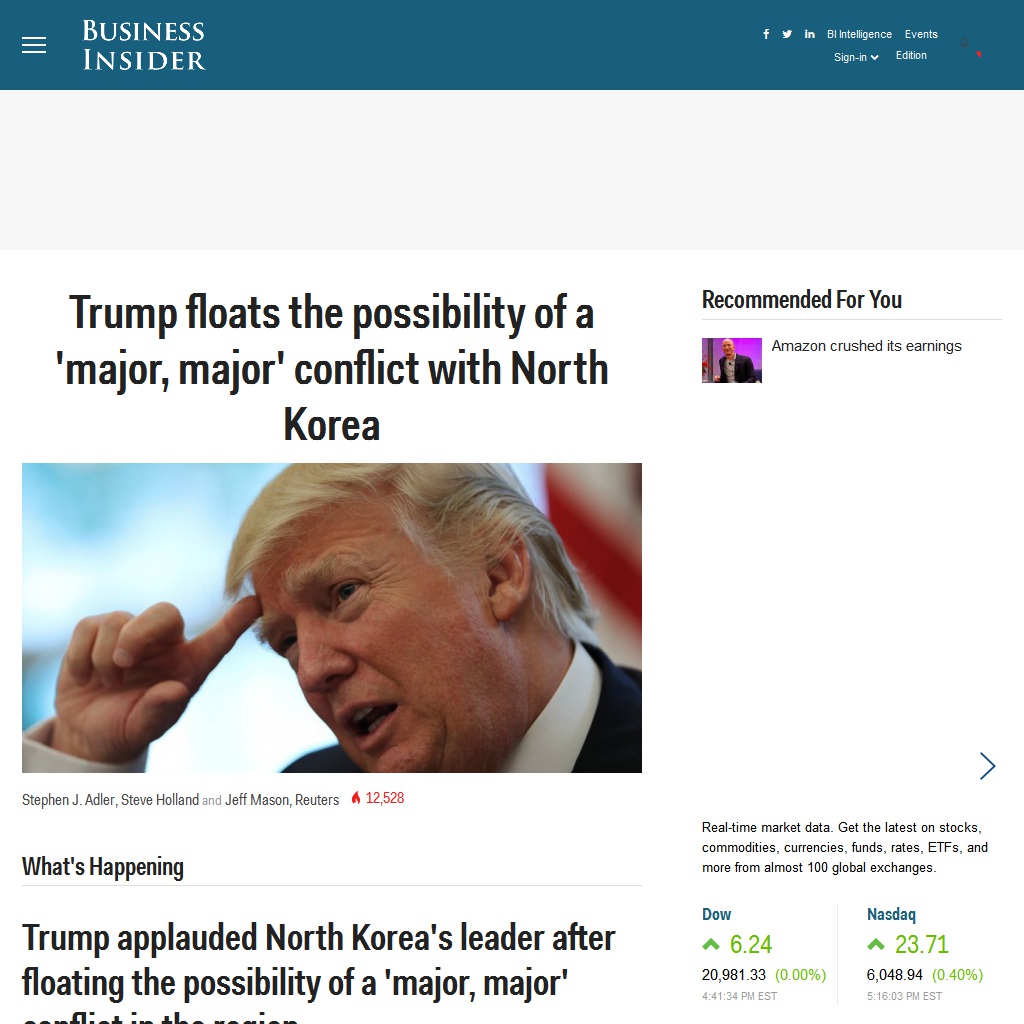 BUSINESS
INSIDER
BI Intelligence Events
Sign-in Edition
Trump floats the possibility of a
'major, major' conflict with North
Korea
Stephen J. Adler, Steve Holland and Jeff Mason, Reuters 12,528
What's Happening
Trump applauded North Korea's leader after
floating the possibility of a 'major, major'
conflict in the region
Recommended For You
Amazon crushed its earnings
Real-time market data. Get the latest on stocks,
commodities, currencies, funds, rates, ETFs, and
more from almost 100 global exchanges.
Dow
6.24
20,981.33 (0.00%)
4:41:34 PM EST
Nasdaq
23.71
6,048.94 (0.40%)
5:16:03 PM EST